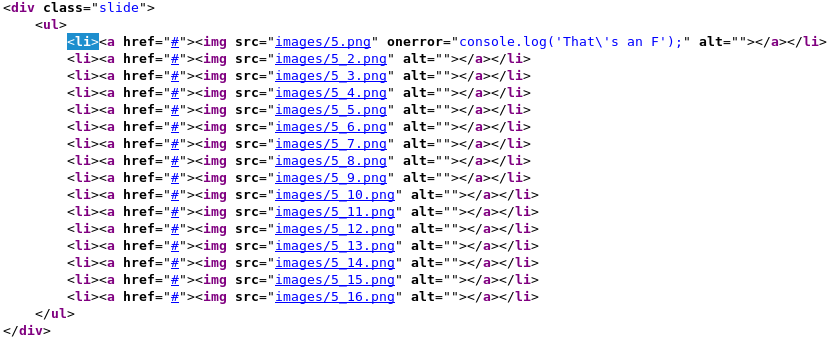 <div class="slide">
<ul>
<li><a href="#"><img src="images/5.png" onerror="console.log('That\'s an F');" alt=""></a></li>
<li><a href="#"><img src="images/5_2.png" alt=""></a></li>
<li><a href="#"><img src="images/5_3.png" alt=""></a></li>
<li><a href="#"><img src="images/5_4.png" alt=""></a></li>
<li><a href="#"><img src="images/5_5.png" alt=""></a></li>
<li><a href="#"><img src="images/5_6.png" alt=""></a></li>
<li><a href="#"><img src="images/5_7.png" alt=""></a></li>
<li><a href="#"><img src="images/5_8.png" alt=""></a></li>
<li><a href="#"><img src="images/5_9.png" alt=""></a></li>
<li><a href="#"><img src="images/5_10.png" alt=""></a></li>
<li><a href="#"><img src="images/5_11.png" alt=""></a></li>
<li><a href="#"><img src="images/5_12.png" alt=""></a></li>
<li><a href="#"><img src="images/5_13.png" alt=""></a></li>
<li><a href="#"><img src="images/5_14.png" alt=""></a></li>
<li><a href="#"><img src="images/5_15.png" alt=""></a></li>
<li><a href="#"><img src="images/5_16.png" alt=""></a></li>
</ul>
</div>